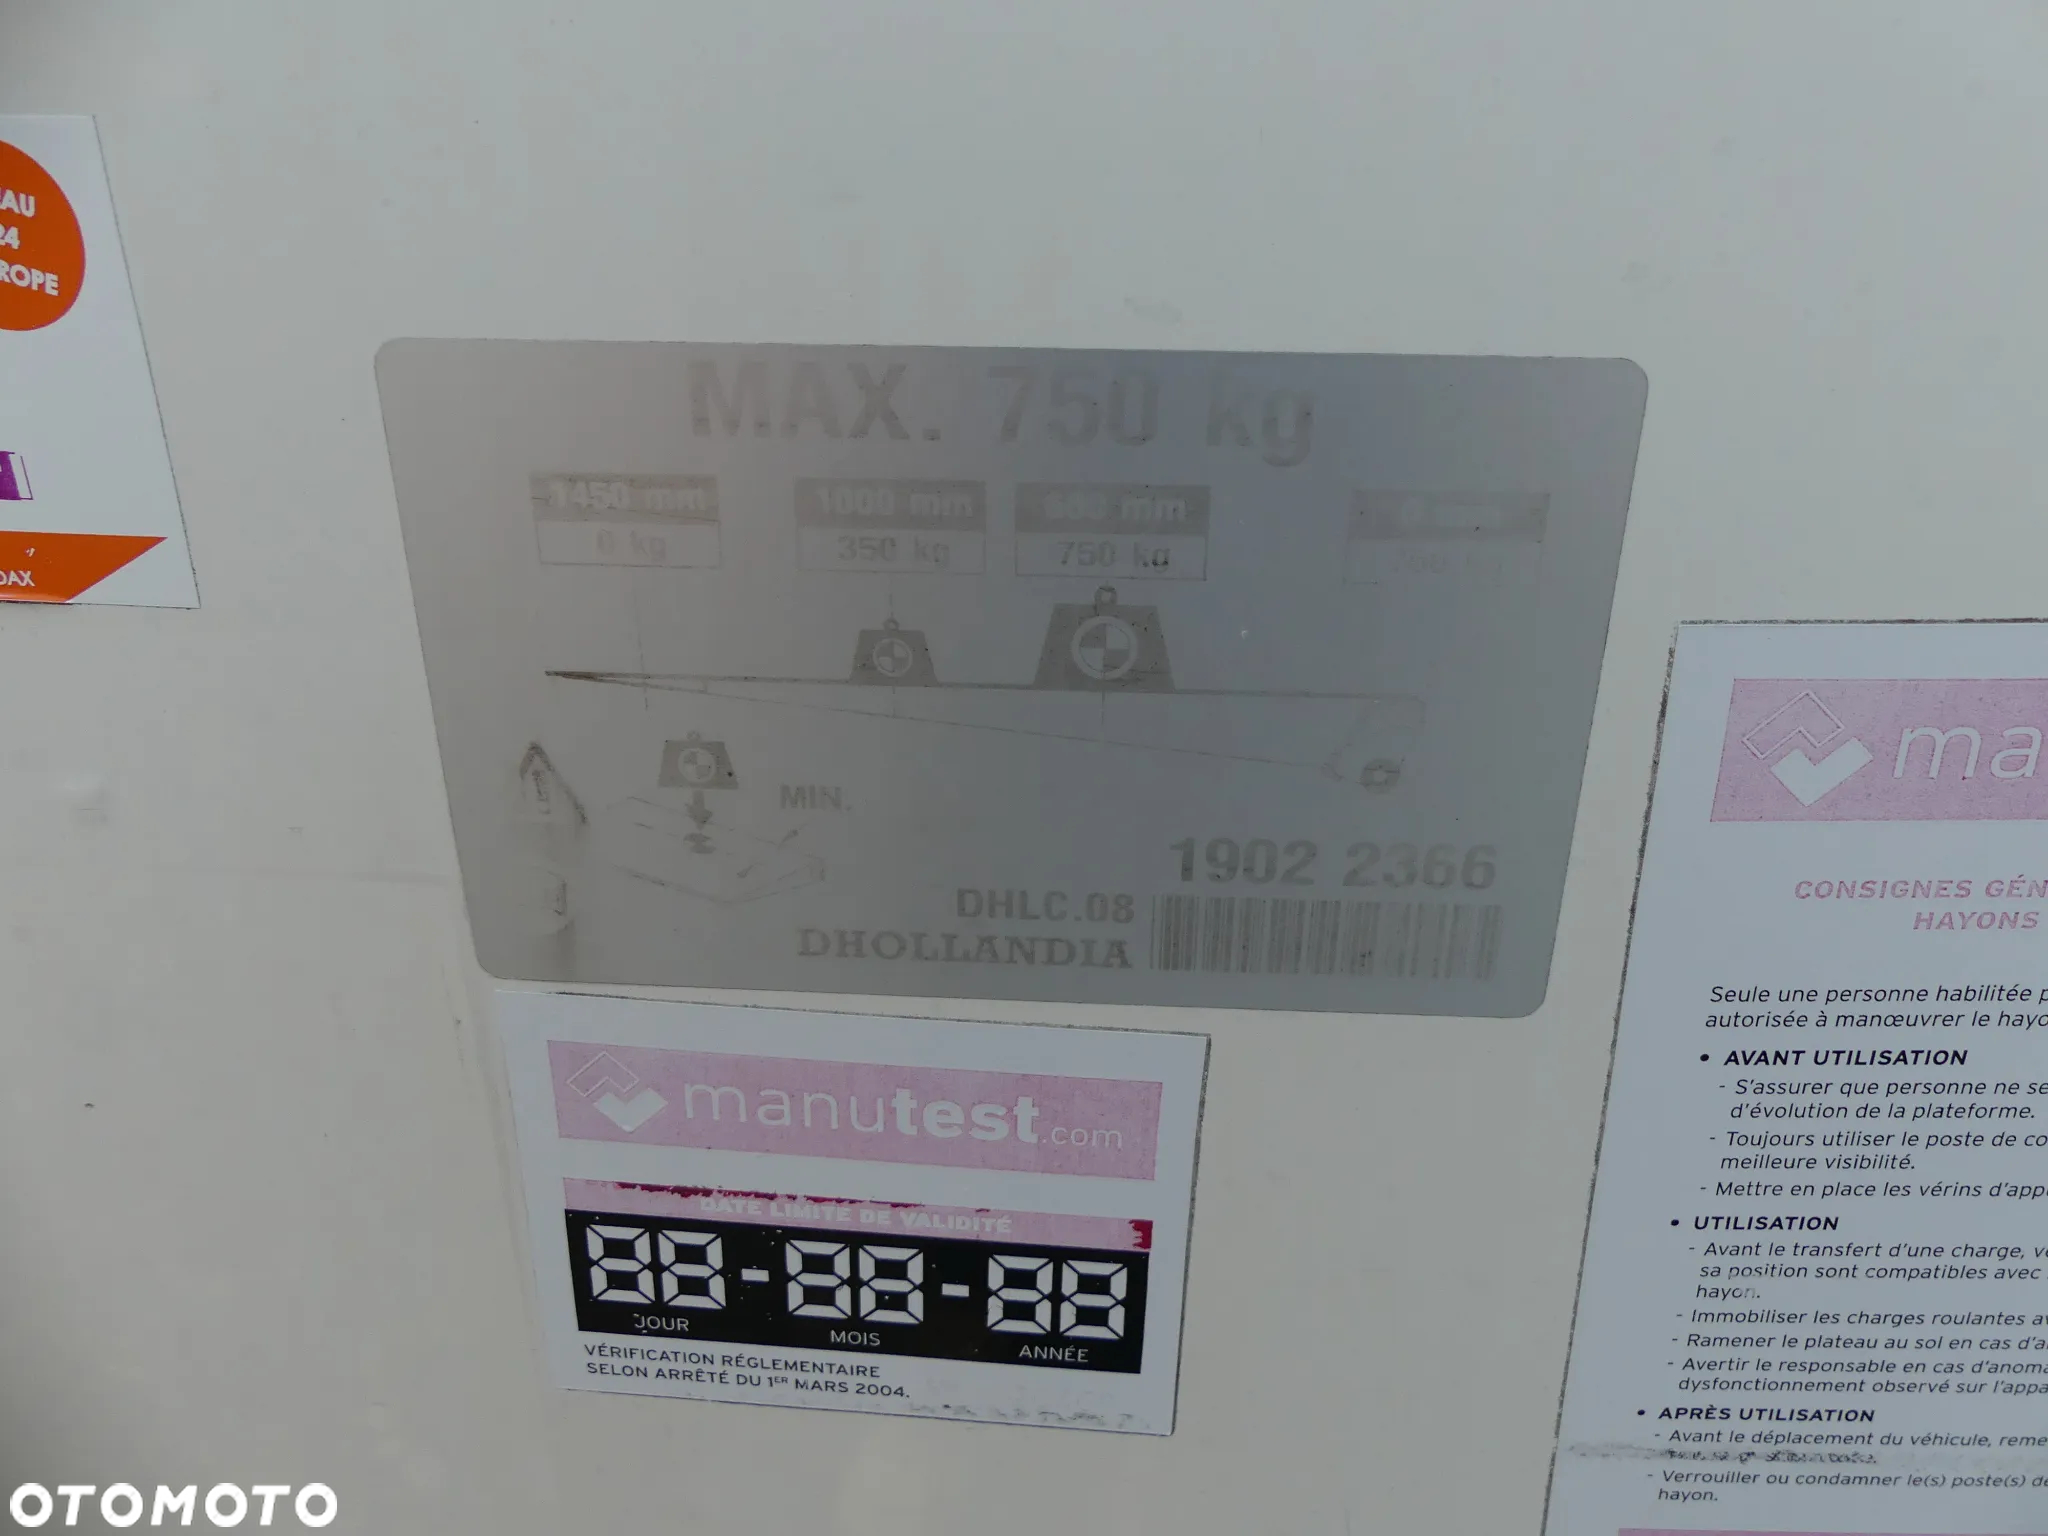 EAU
24
ROPE
DAX
MAX. 750 kg
1450 mm
0 kg
1000 mm
350 kg
600 mm
750 kg
MIN.
1902 2366
DHLC.08
DHOLLANDIA
manutest.com
DATE LIMITE DE VALIDITÉ
88-88-88
JOUR
MOIS
ANNÉE
VÉRIFICATION RÉGLEMENTAIRE
SELON ARRÊTÉ DU 1ER MARS 2004.
ma
CONSIGNES GÉN
HAYONS
Seule une personne habilitée p
autorisée à manœuvrer le hayo
• AVANT UTILISATION
- S'assurer que personne ne se
d'évolution de la plateforme.
- Toujours utiliser le poste de co
meilleure visibilité.
- Mettre en place les vérins d'app
• UTILISATION
- Avant le transfert d'une charge, vé
sa position sont compatibles avec
hayon.
- Immobiliser les charges roulantes av
- Ramener le plateau au sol en cas d'a
- Avertir le responsable en cas d'anoma
dysfonctionnement observé sur l'appa
• APRÈS UTILISATION
- Avant le déplacement du véhicule, reme
- Verrouiller ou condamner le(s) poste(s) de
hayon.
OTOMOTO